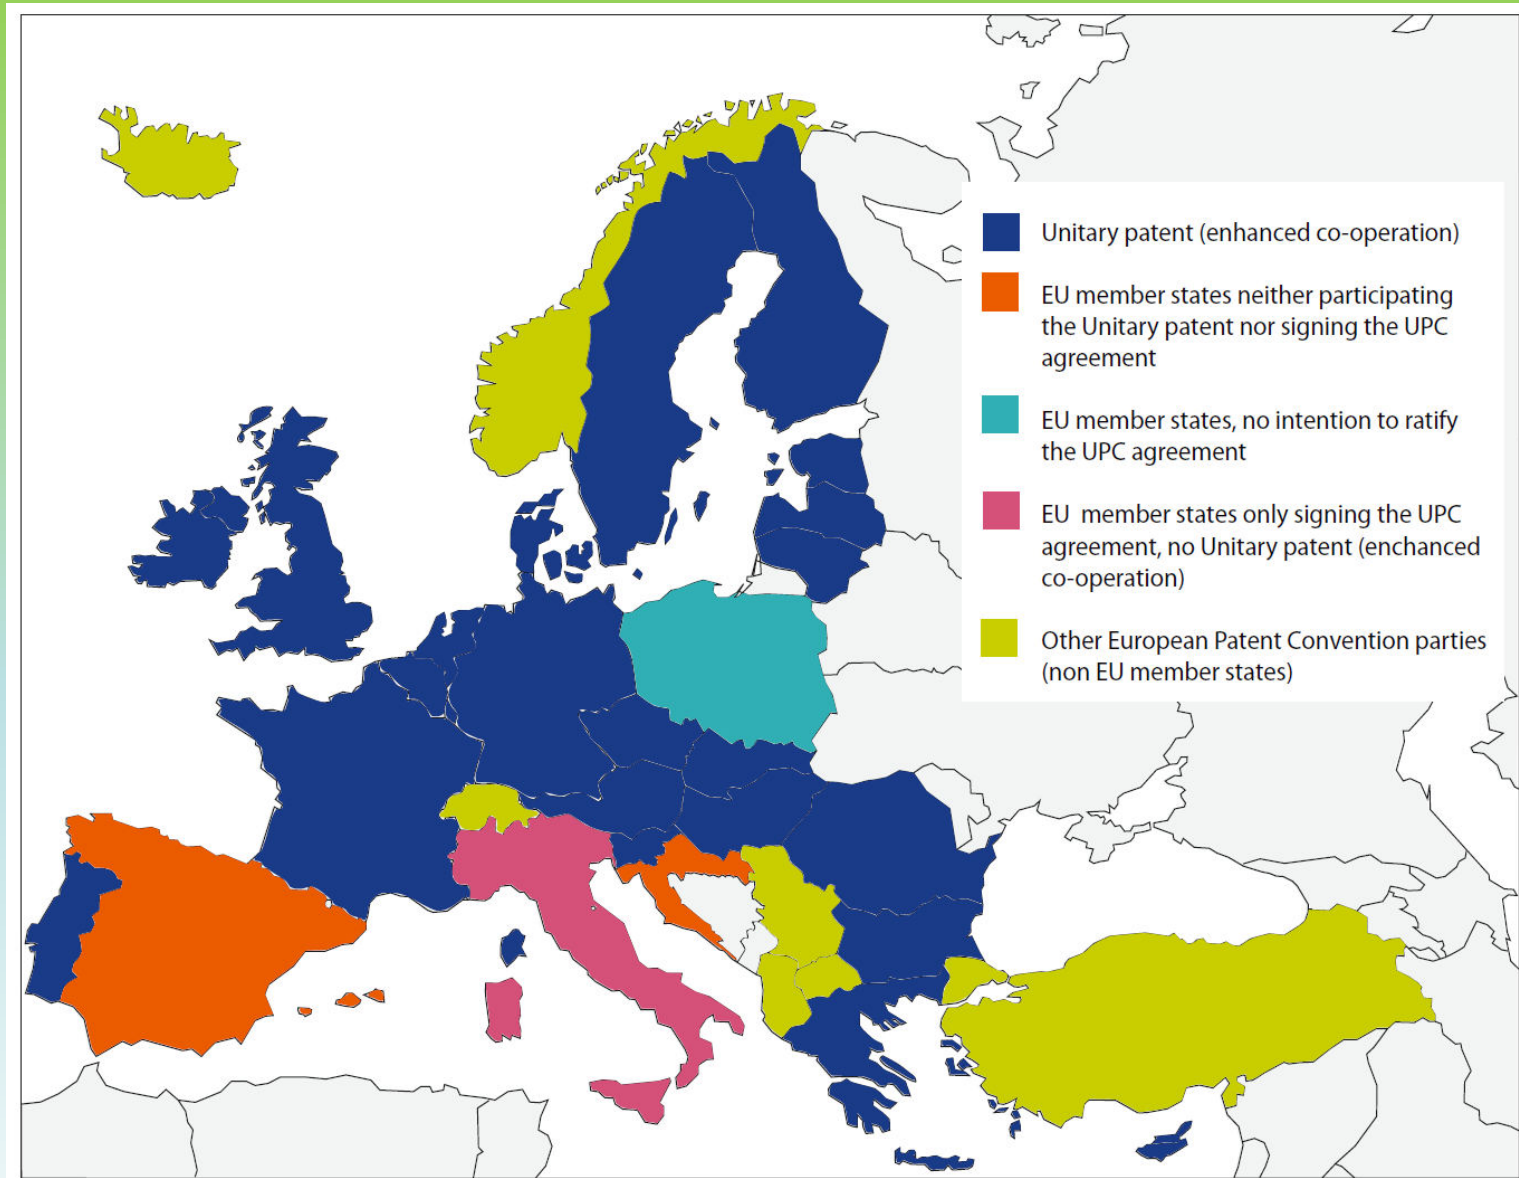 Unitary patent (enhanced co-operation)
EU member states neither participating
the Unitary patent nor signing the UPC
agreement
EU member states, no intention to ratify
the UPC agreement
EU  member states only signing the UPC
agreement, no Unitary patent (enchanced
co-operation)
Other European Patent Convention parties
(non EU member states)